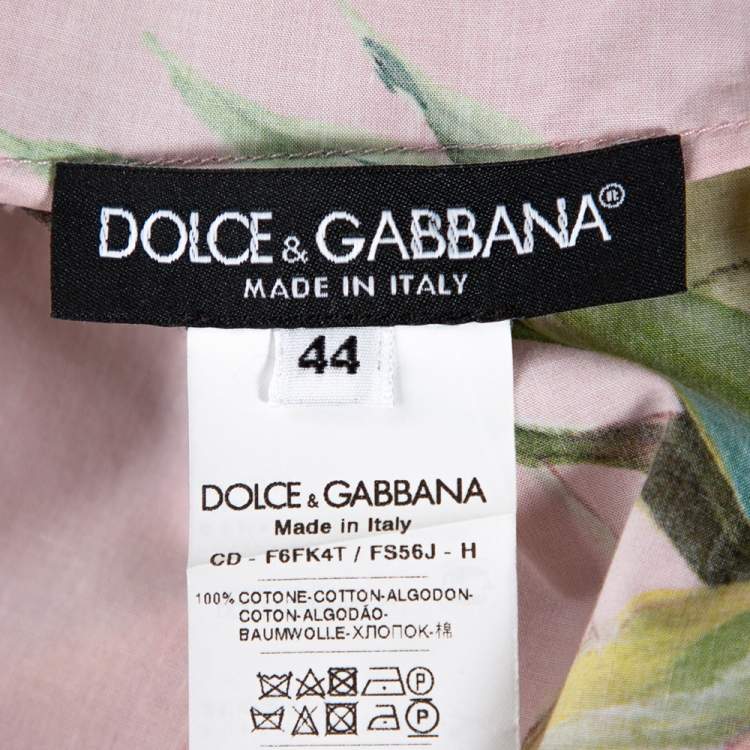 DOLCE & GABBANA®
MADE IN ITALY
44
DOLCE & GABBANA
Made in Italy
CD - F6FK4T / FS56J - H
100% COTONE-COTTON-ALGODON-
COTON-ALGODÃO-
BAUMWOLLE-ХЛОПОК-棉
P